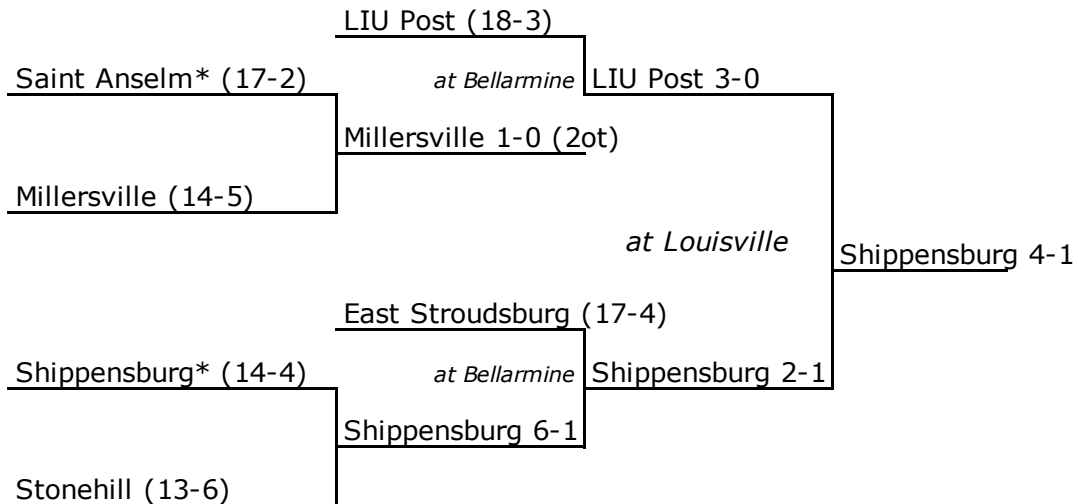 LIU Post (18-3)
Saint Anselm* (17-2)
at Bellarmine
LIU Post 3-0
Millersville 1-0 (2ot)
Millersville (14-5)
at Louisville
Shippensburg 4-1
East Stroudsburg (17-4)
Shippensburg* (14-4)
at Bellarmine
Shippensburg 2-1
Shippensburg 6-1
Stonehill (13-6)